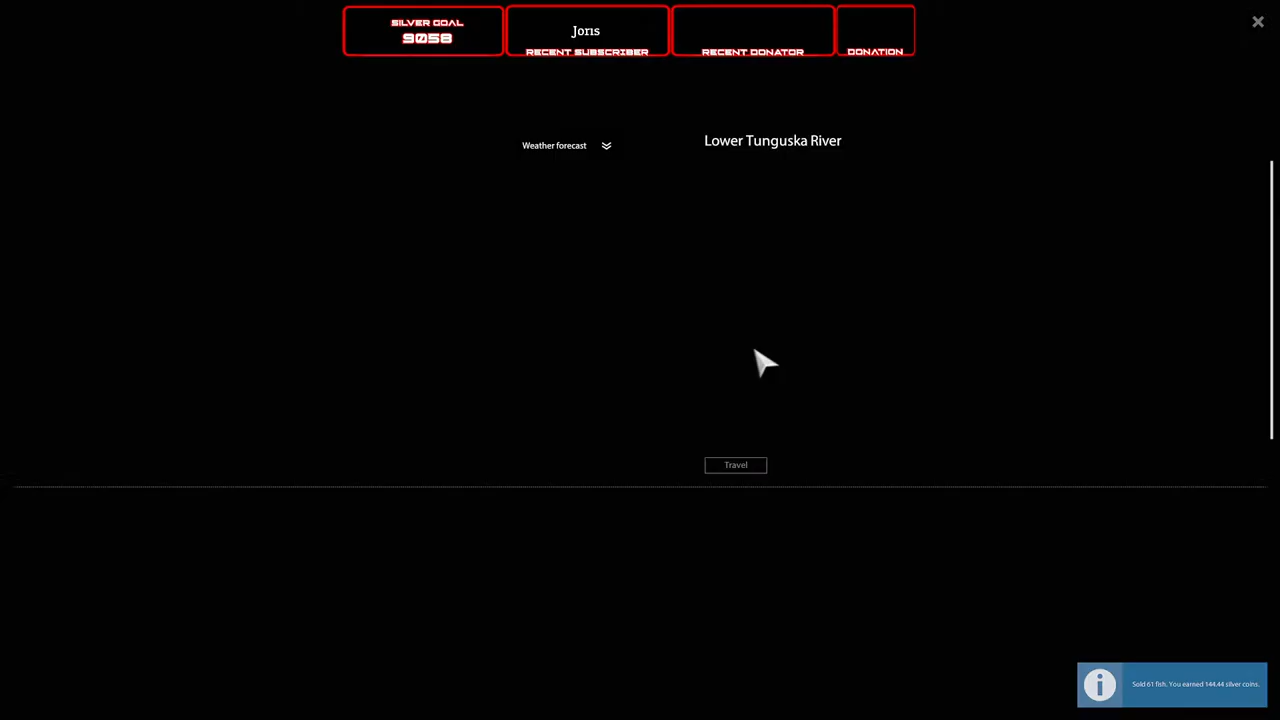 SILVER GOAL
9058
Joris
RECENT SUBSCRIBER
RECENT DONATOR
DONATION
Weather forecast
Lower Tunguska River
Travel
Sold 61 fish. You earned 144.44 silver coins.